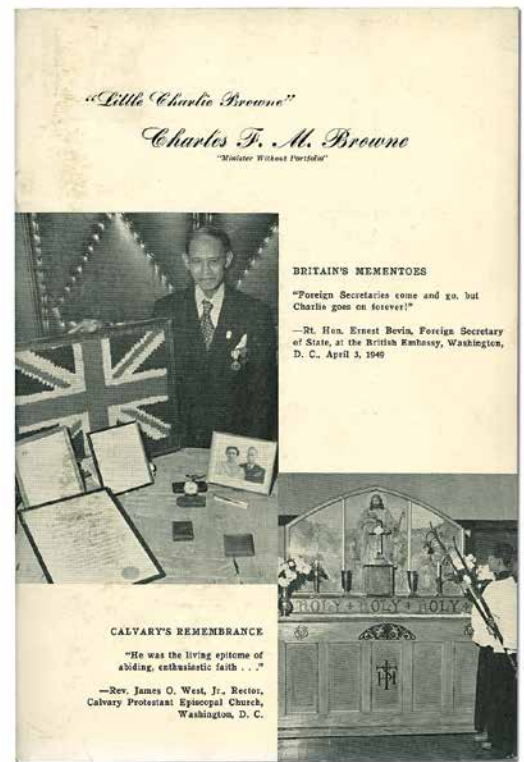 "Little Charlie Browne"
Charles F. M. Browne
"Minister Without Portfolio"
BRITAIN'S MEMENTOES
"Foreign Secretaries come and go, but
Charlie goes on forever!"
—Rt. Hon. Ernest Bevin, Foreign Secretary
of State, at the British Embassy, Washington,
D. C., April 3, 1949
HOLY + HOLY + HOLY
CALVARY'S REMEMBRANCE
"He was the living epitome of
abiding, enthusiastic faith . . ."
—Rev. James O. West, Jr., Rector,
Calvary Protestant Episcopal Church,
Washington, D. C.